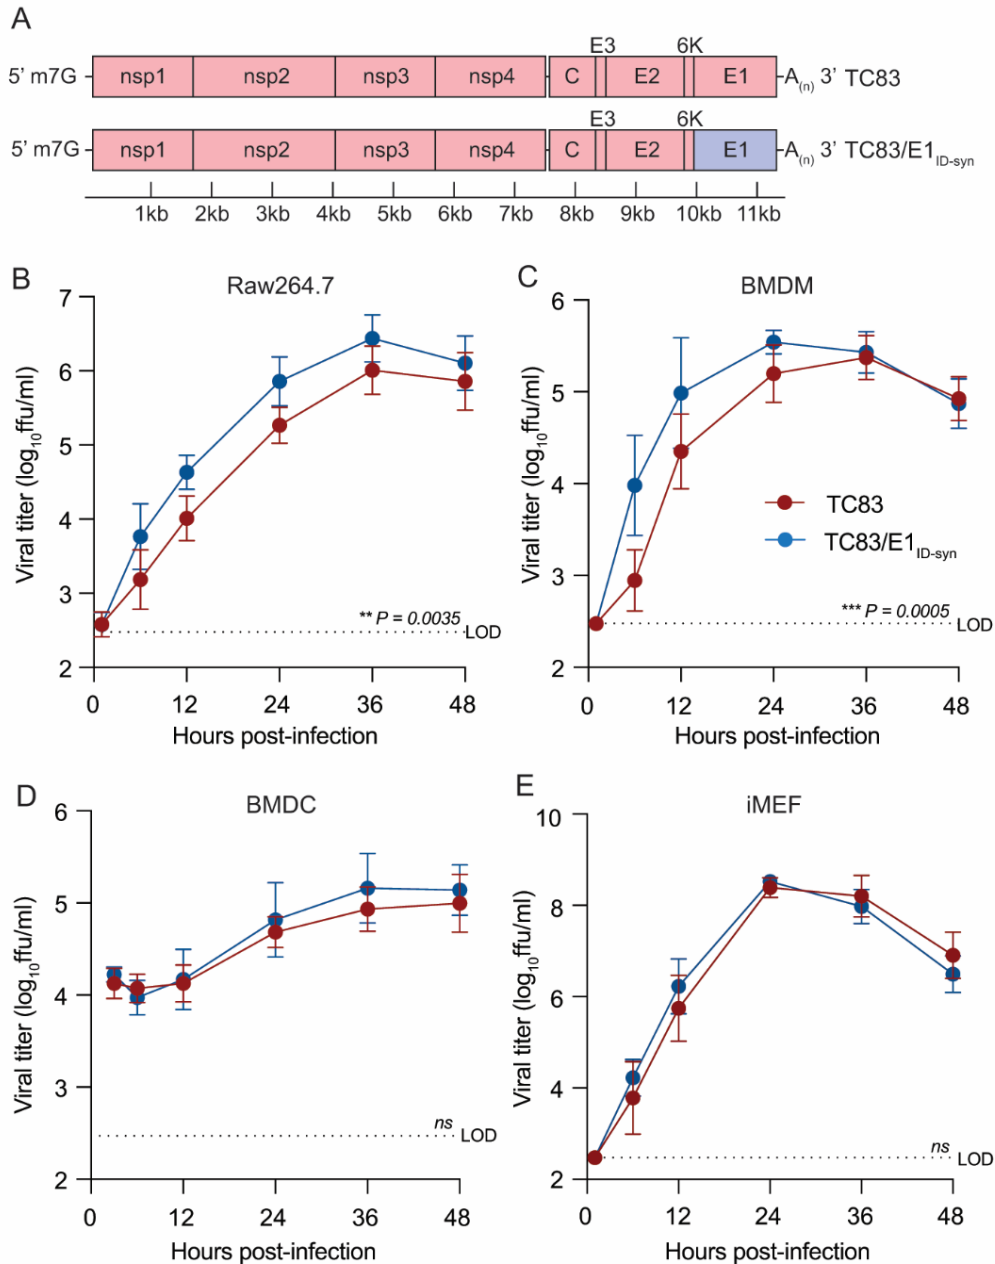 A
E3 6K
5' m7G nsp1 nsp2 nsp3 nsp4 C E2 E1 A(n) 3' TC83
E3 6K
5' m7G nsp1 nsp2 nsp3 nsp4 C E2 E1 A(n) 3' TC83/E1ID-syn
1kb 2kb 3kb 4kb 5kb 6kb 7kb 8kb 9kb 10kb 11kb
B
Raw264.7
Viral titer (log10ffu/ml)
7
6
5
4
3
2
** P = 0.0035
LOD
0 12 24 36 48
Hours post-infection
C
BMDM
Viral titer (log10ffu/ml)
6
5
4
3
2
TC83
TC83/E1ID-syn
*** P = 0.0005
LOD
0 12 24 36 48
Hours post-infection
D
BMDC
Viral titer (log10ffu/ml)
6
5
4
3
2
ns
LOD
0 12 24 36 48
Hours post-infection
E
iMEF
Viral titer (log10ffu/ml)
10
8
6
4
2
ns
LOD
0 12 24 36 48
Hours post-infection